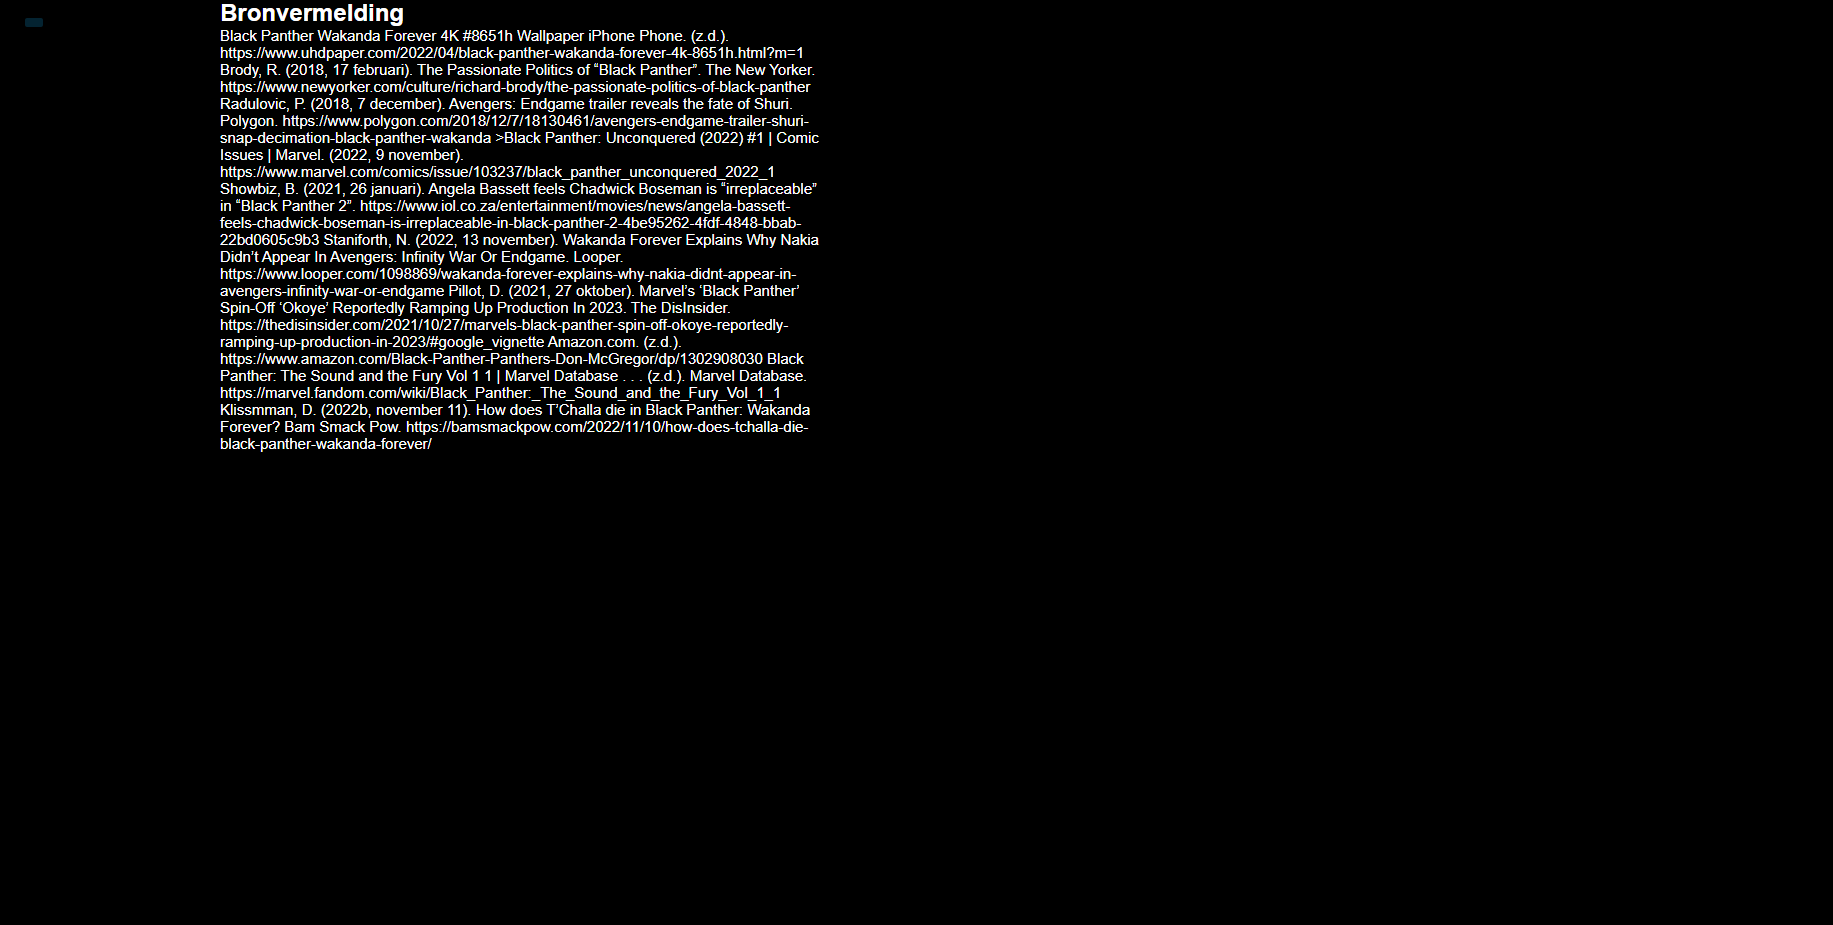 Bronvermelding
Black Panther Wakanda Forever 4K #8651h Wallpaper iPhone Phone. (z.d.).
https://www.uhdpaper.com/2022/04/black-panther-wakanda-forever-4k-8651h.html?m=1
Brody, R. (2018, 17 februari). The Passionate Politics of “Black Panther”. The New Yorker.
https://www.newyorker.com/culture/richard-brody/the-passionate-politics-of-black-panther
Radulovic, P. (2018, 7 december). Avengers: Endgame trailer reveals the fate of Shuri.
Polygon. https://www.polygon.com/2018/12/7/18130461/avengers-endgame-trailer-shuri-
snap-decimation-black-panther-wakanda >Black Panther: Unconquered (2022) #1 | Comic
Issues | Marvel. (2022, 9 november).
https://www.marvel.com/comics/issue/103237/black_panther_unconquered_2022_1
Showbiz, B. (2021, 26 januari). Angela Bassett feels Chadwick Boseman is “irreplaceable”
in “Black Panther 2”. https://www.iol.co.za/entertainment/movies/news/angela-bassett-
feels-chadwick-boseman-is-irreplaceable-in-black-panther-2-4be95262-4fdf-4848-bbab-
22bd0605c9b3 Staniforth, N. (2022, 13 november). Wakanda Forever Explains Why Nakia
Didn’t Appear In Avengers: Infinity War Or Endgame. Looper.
https://www.looper.com/1098869/wakanda-forever-explains-why-nakia-didnt-appear-in-
avengers-infinity-war-or-endgame Pillot, D. (2021, 27 oktober). Marvel’s ‘Black Panther’
Spin-Off ‘Okoye’ Reportedly Ramping Up Production In 2023. The DisInsider.
https://thedisinsider.com/2021/10/27/marvels-black-panther-spin-off-okoye-reportedly-
ramping-up-production-in-2023/#google_vignette Amazon.com. (z.d.).
https://www.amazon.com/Black-Panther-Panthers-Don-McGregor/dp/1302908030 Black
Panther: The Sound and the Fury Vol 1 1 | Marvel Database . . . (z.d.). Marvel Database.
https://marvel.fandom.com/wiki/Black_Panther:_The_Sound_and_the_Fury_Vol_1_1
Klissmman, D. (2022b, november 11). How does T’Challa die in Black Panther: Wakanda
Forever? Bam Smack Pow. https://bamsmackpow.com/2022/11/10/how-does-tchalla-die-
black-panther-wakanda-forever/